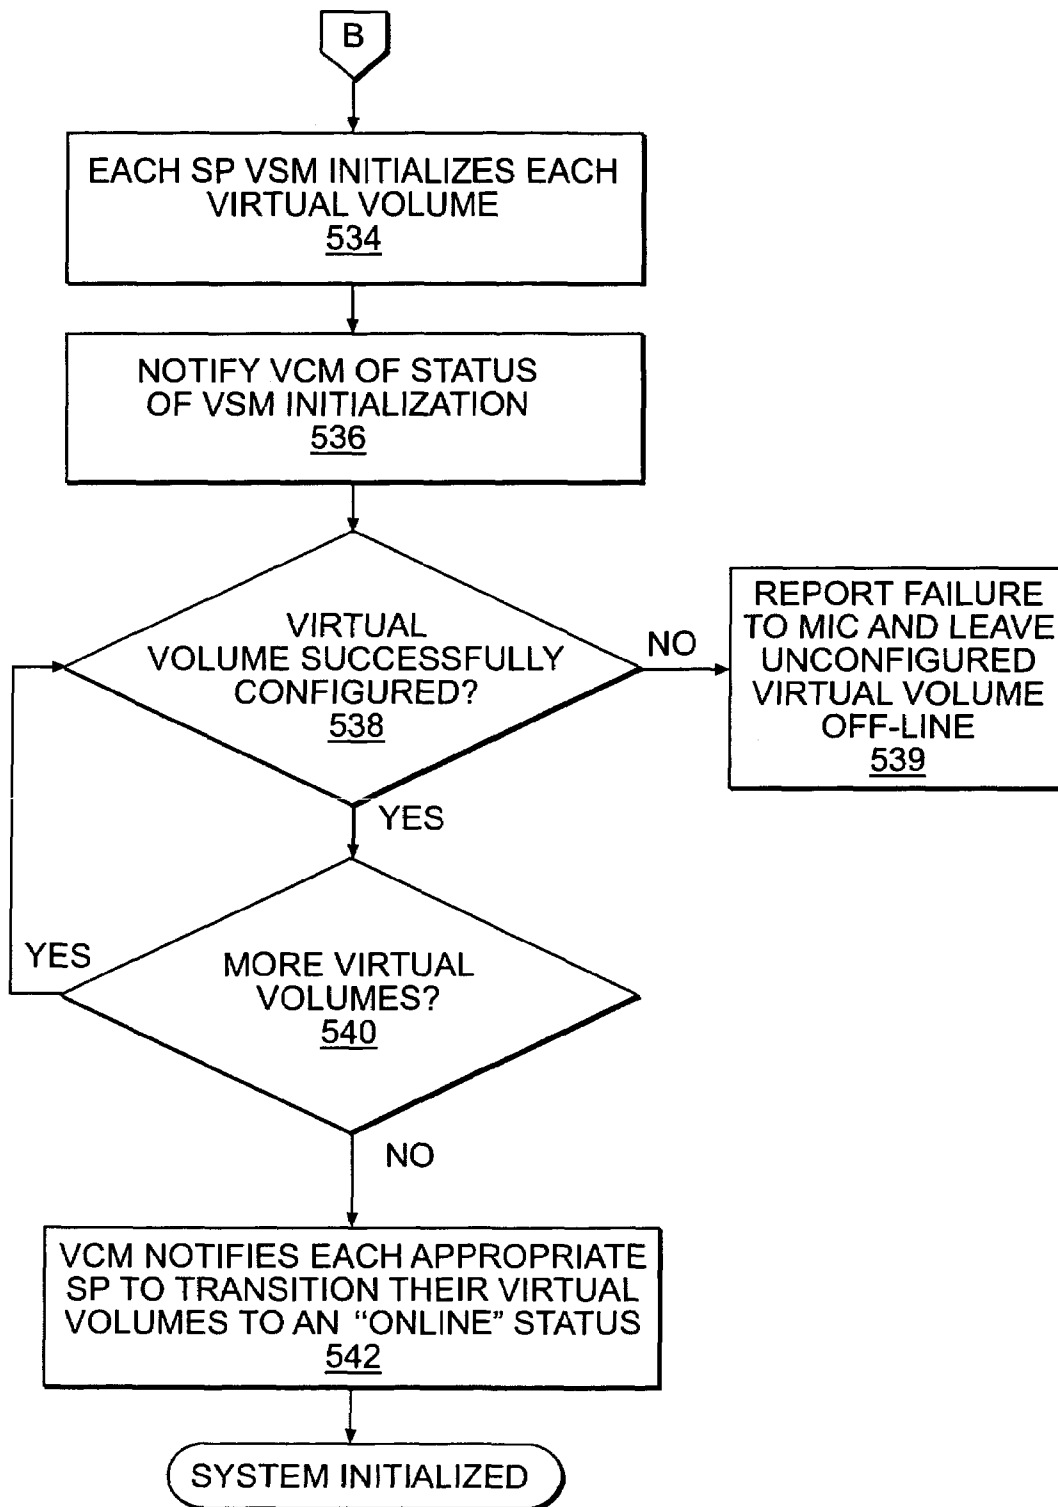 B
EACH SP VSM INITIALIZES EACH
VIRTUAL VOLUME
534
NOTIFY VCM OF STATUS
OF VSM INITIALIZATION
536
VIRTUAL
VOLUME SUCCESSFULLY
CONFIGURED?
538
NO
REPORT FAILURE
TO MIC AND LEAVE
UNCONFIGURED
VIRTUAL VOLUME
OFF-LINE
539
YES
YES
MORE VIRTUAL
VOLUMES?
540
NO
VCM NOTIFIES EACH APPROPRIATE
SP TO TRANSITION THEIR VIRTUAL
VOLUMES TO AN “ONLINE” STATUS
542
SYSTEM INITIALIZED